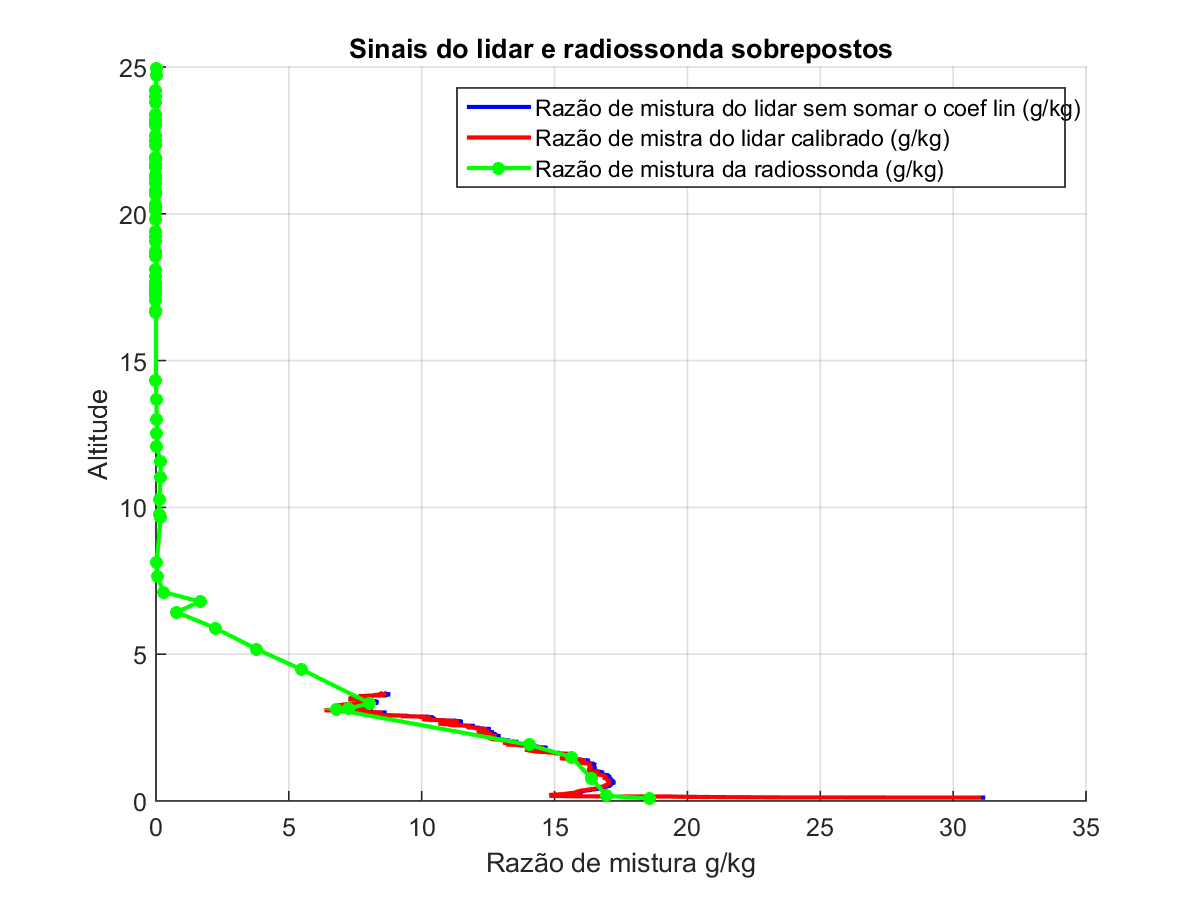 Sinais do lidar e radiossonda sobrepostos
Razão de mistura do lidar sem somar o coef lin (g/kg)
Razão de mistra do lidar calibrado (g/kg)
Razão de mistura da radiossonda (g/kg)
25
20
15
10
5
0
Altitude
0 5 10 15 20 25 30 35
Razão de mistura g/kg